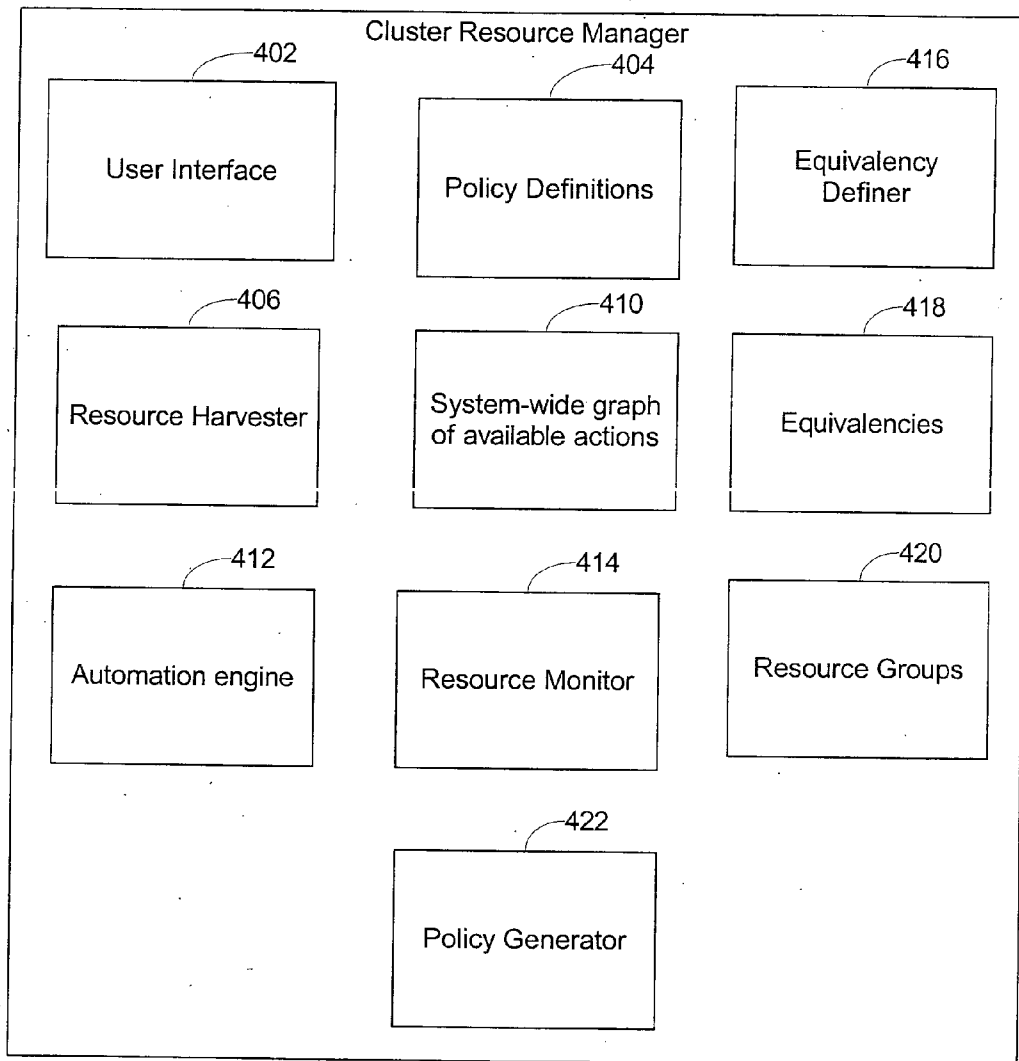 Cluster Resource Manager
402
User Interface
404
Policy Definitions
416
Equivalency
Definer
406
Resource Harvester
410
System-wide graph
of available actions
418
Equivalencies
412
Automation engine
414
Resource Monitor
420
Resource Groups
422
Policy Generator